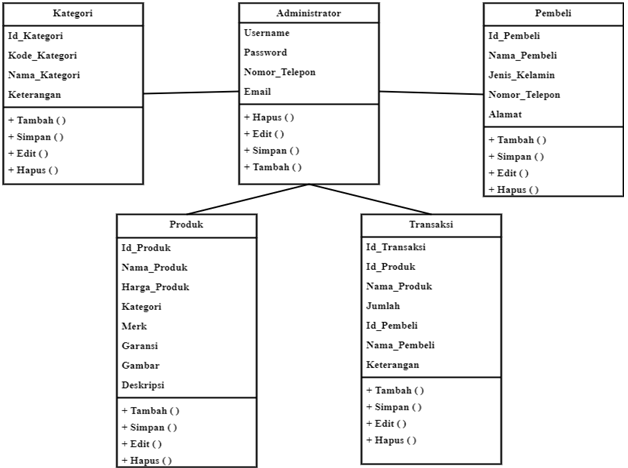 Kategori
Id_Kategori
Kode_Kategori
Nama_Kategori
Keterangan
+ Tambah ( )
+ Simpan ( )
+ Edit ( )
+ Hapus ( )
Administrator
Username
Password
Nomor_Telepon
Email
+ Hapus ( )
+ Edit ( )
+ Simpan ( )
+ Tambah ( )
Pembeli
Id_Pembeli
Nama_Pembeli
Jenis_Kelamin
Nomor_Telepon
Alamat
+ Tambah ( )
+ Simpan ( )
+ Edit ( )
+ Hapus ( )
Produk
Id_Produk
Nama_Produk
Harga_Produk
Kategori
Merk
Garansi
Gambar
Deskripsi
+ Tambah ( )
+ Simpan ( )
+ Edit ( )
+ Hapus ( )
Transaksi
Id_Transaksi
Id_Produk
Nama_Produk
Jumlah
Id_Pembeli
Nama_Pembeli
Keterangan
+ Tambah ( )
+ Simpan ( )
+ Edit ( )
+ Hapus ( )